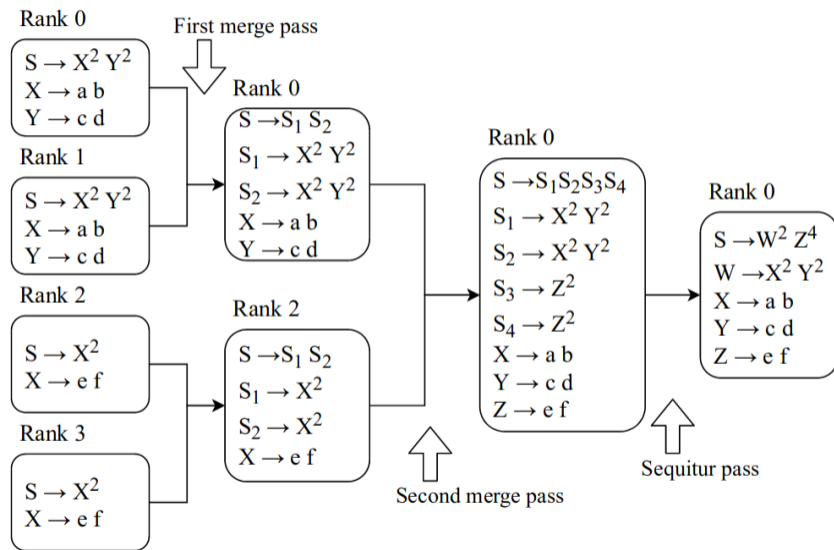 Rank 0
S → X² Y²
X → a b
Y → c d
Rank 1
S → X² Y²
X → a b
Y → c d
Rank 2
S → X²
X → e f
Rank 3
S → X²
X → e f
First merge pass
Rank 0
S →S₁ S₂
S₁ → X² Y²
S₂ → X² Y²
X → a b
Y → c d
Rank 2
S →S₁ S₂
S₁ → X²
S₂ → X²
X → e f
Second merge pass
Rank 0
S →S₁S₂S₃S₄
S₁ → X² Y²
S₂ → X² Y²
S₃ → Z²
S₄ → Z²
X → a b
Y → c d
Z → e f
Sequitur pass
Rank 0
S →W² Z⁴
W →X² Y²
X → a b
Y → c d
Z → e f